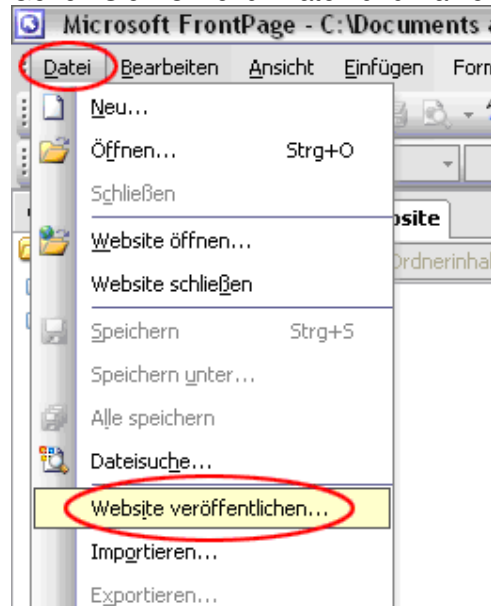 Microsoft FrontPage - C:\Documents
Datei Bearbeiten Ansicht Einfügen
Neu...
Öffnen... Strg+O
Schließen
Website öffnen...
Website schließen
Speichern Strg+S
Speichern unter...
Alle speichern
Dateisuche...
Website veröffentlichen...
Importieren...
Exportieren...